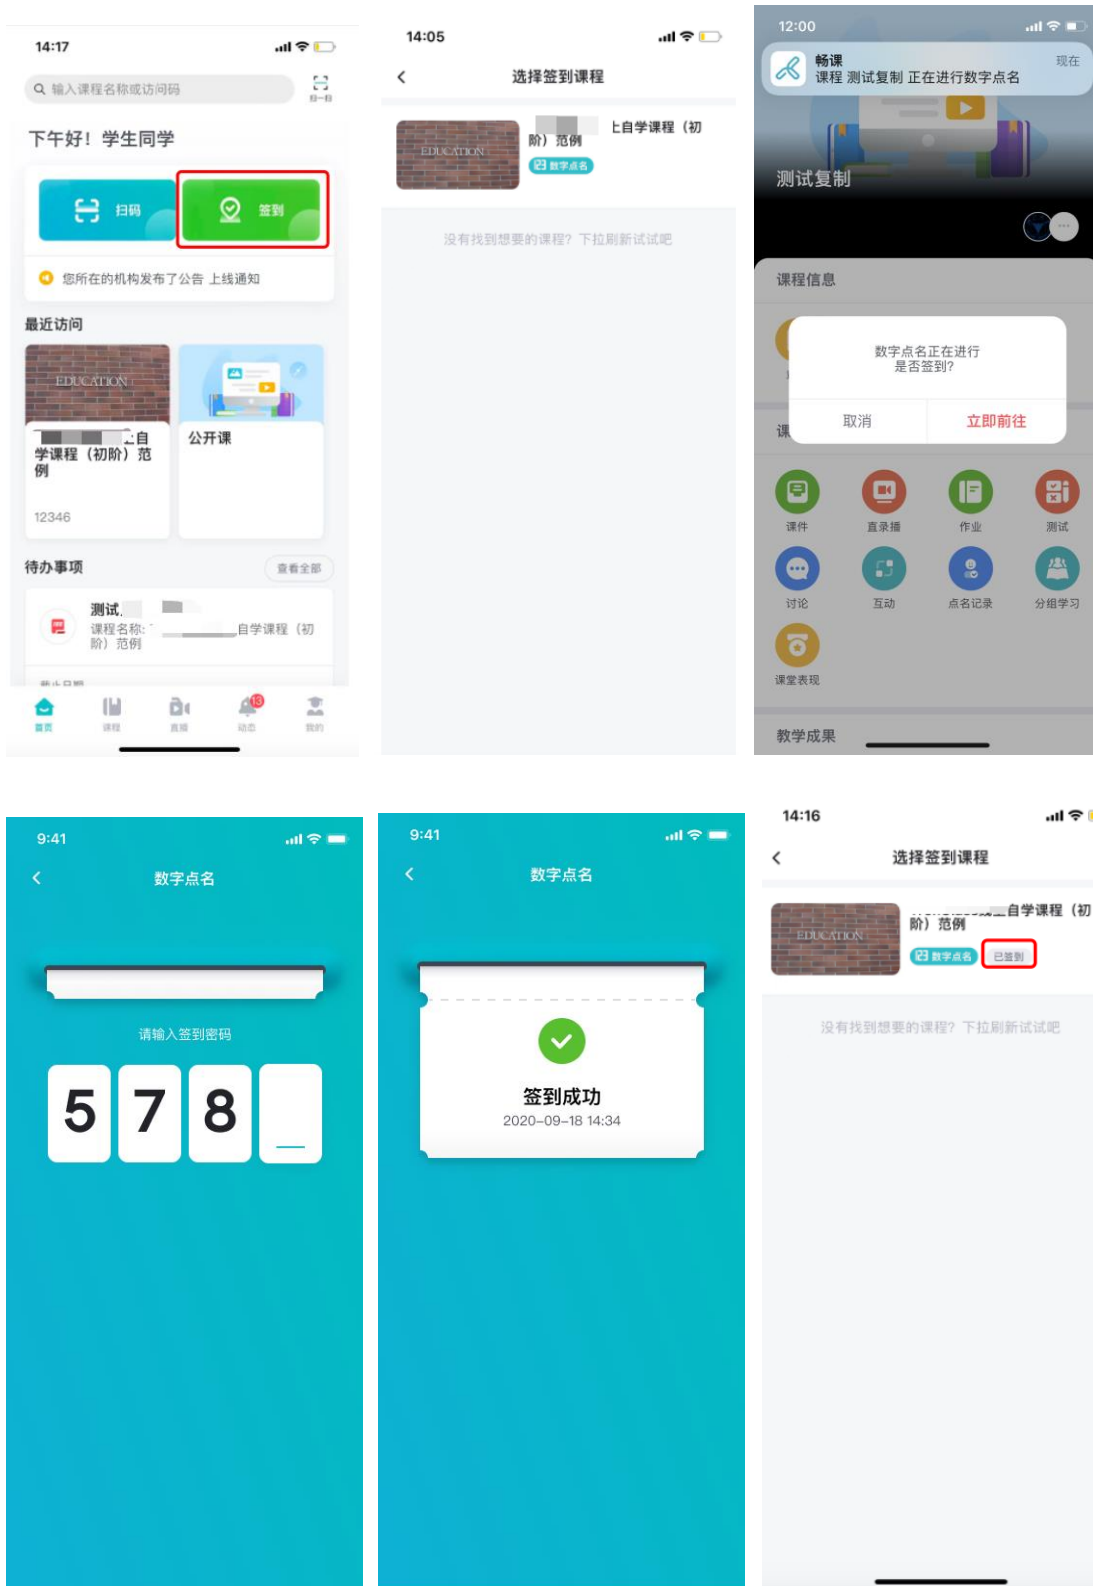 14:17
输入课程名称或访问码
扫一扫
下午好！学生同学
扫码
签到
您所在的机构发布了公告 上线通知
最近访问
EDUCATION
自
学课程（初阶）范
例
12346
公开课
待办事项
查看全部
测试
课程名称:
自学课程（初
阶）范例
截止日期
13
首页
课程
直播
动态
我的
14:05
选择签到课程
EDUCATION
上自学课程（初
阶）范例
数字点名
没有找到想要的课程？下拉刷新试试吧
12:00
畅课
现在
课程 测试复制 正在进行数字点名
测试复制
课程信息
数字点名正在进行
是否签到?
取消
立即前往
课
课件
直录播
作业
测试
讨论
互动
点名记录
分组学习
课堂表现
教学成果
9:41
数字点名
请输入签到密码
5 7 8
9:41
数字点名
签到成功
2020-09-18 14:34
14:16
选择签到课程
EDUCATION
自学课程（初
阶）范例
数字点名
已签到
没有找到想要的课程？下拉刷新试试吧